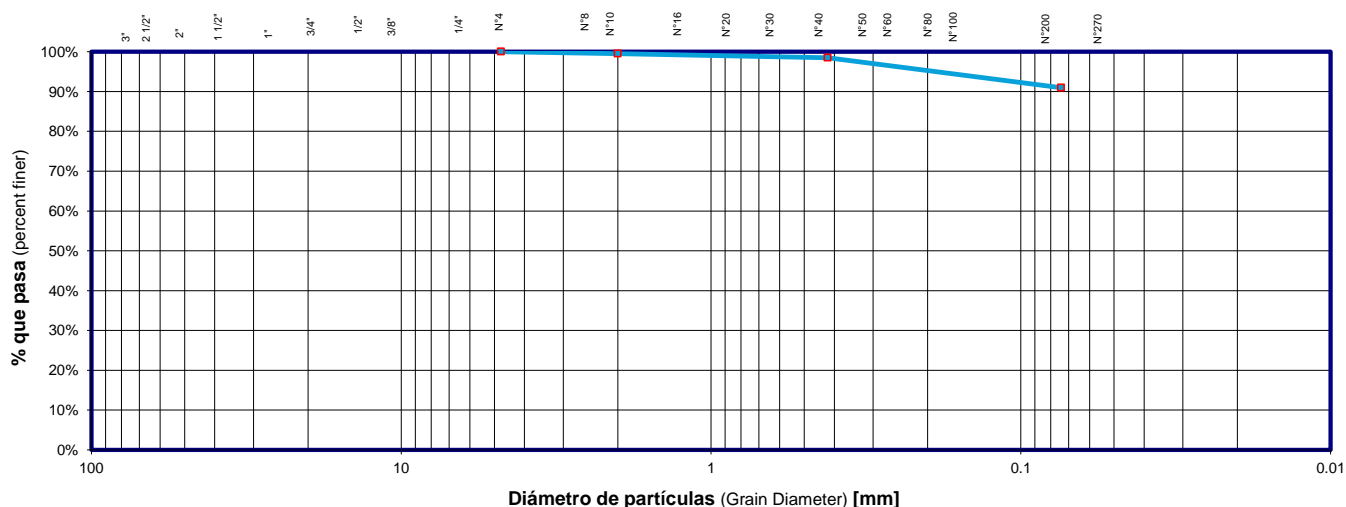 3"
2 1/2"
2"
1 1/2"
1"
3/4"
1/2"
3/8"
1/4"
N°4
N°8
N°10
N°16
N°20
N°30
N°40
N°50
N°60
N°80
N°100
N°200
N°270
100%
90%
80%
70%
60%
50%
40%
30%
20%
10%
0%
% que pasa (percent finer)
100
10
1
0.1
0.01
Diámetro de partículas (Grain Diameter) [mm]